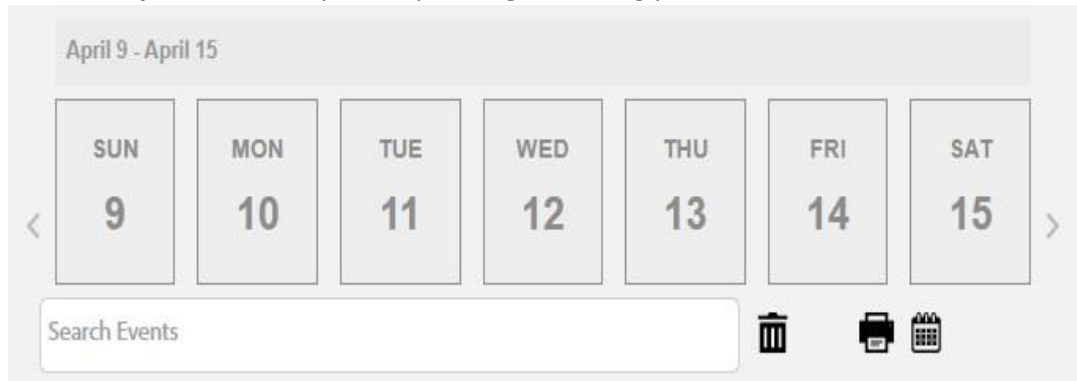 April 9 - April 15
SUN MON TUE WED THU FRI SAT
9 10 11 12 13 14 15
Search Events